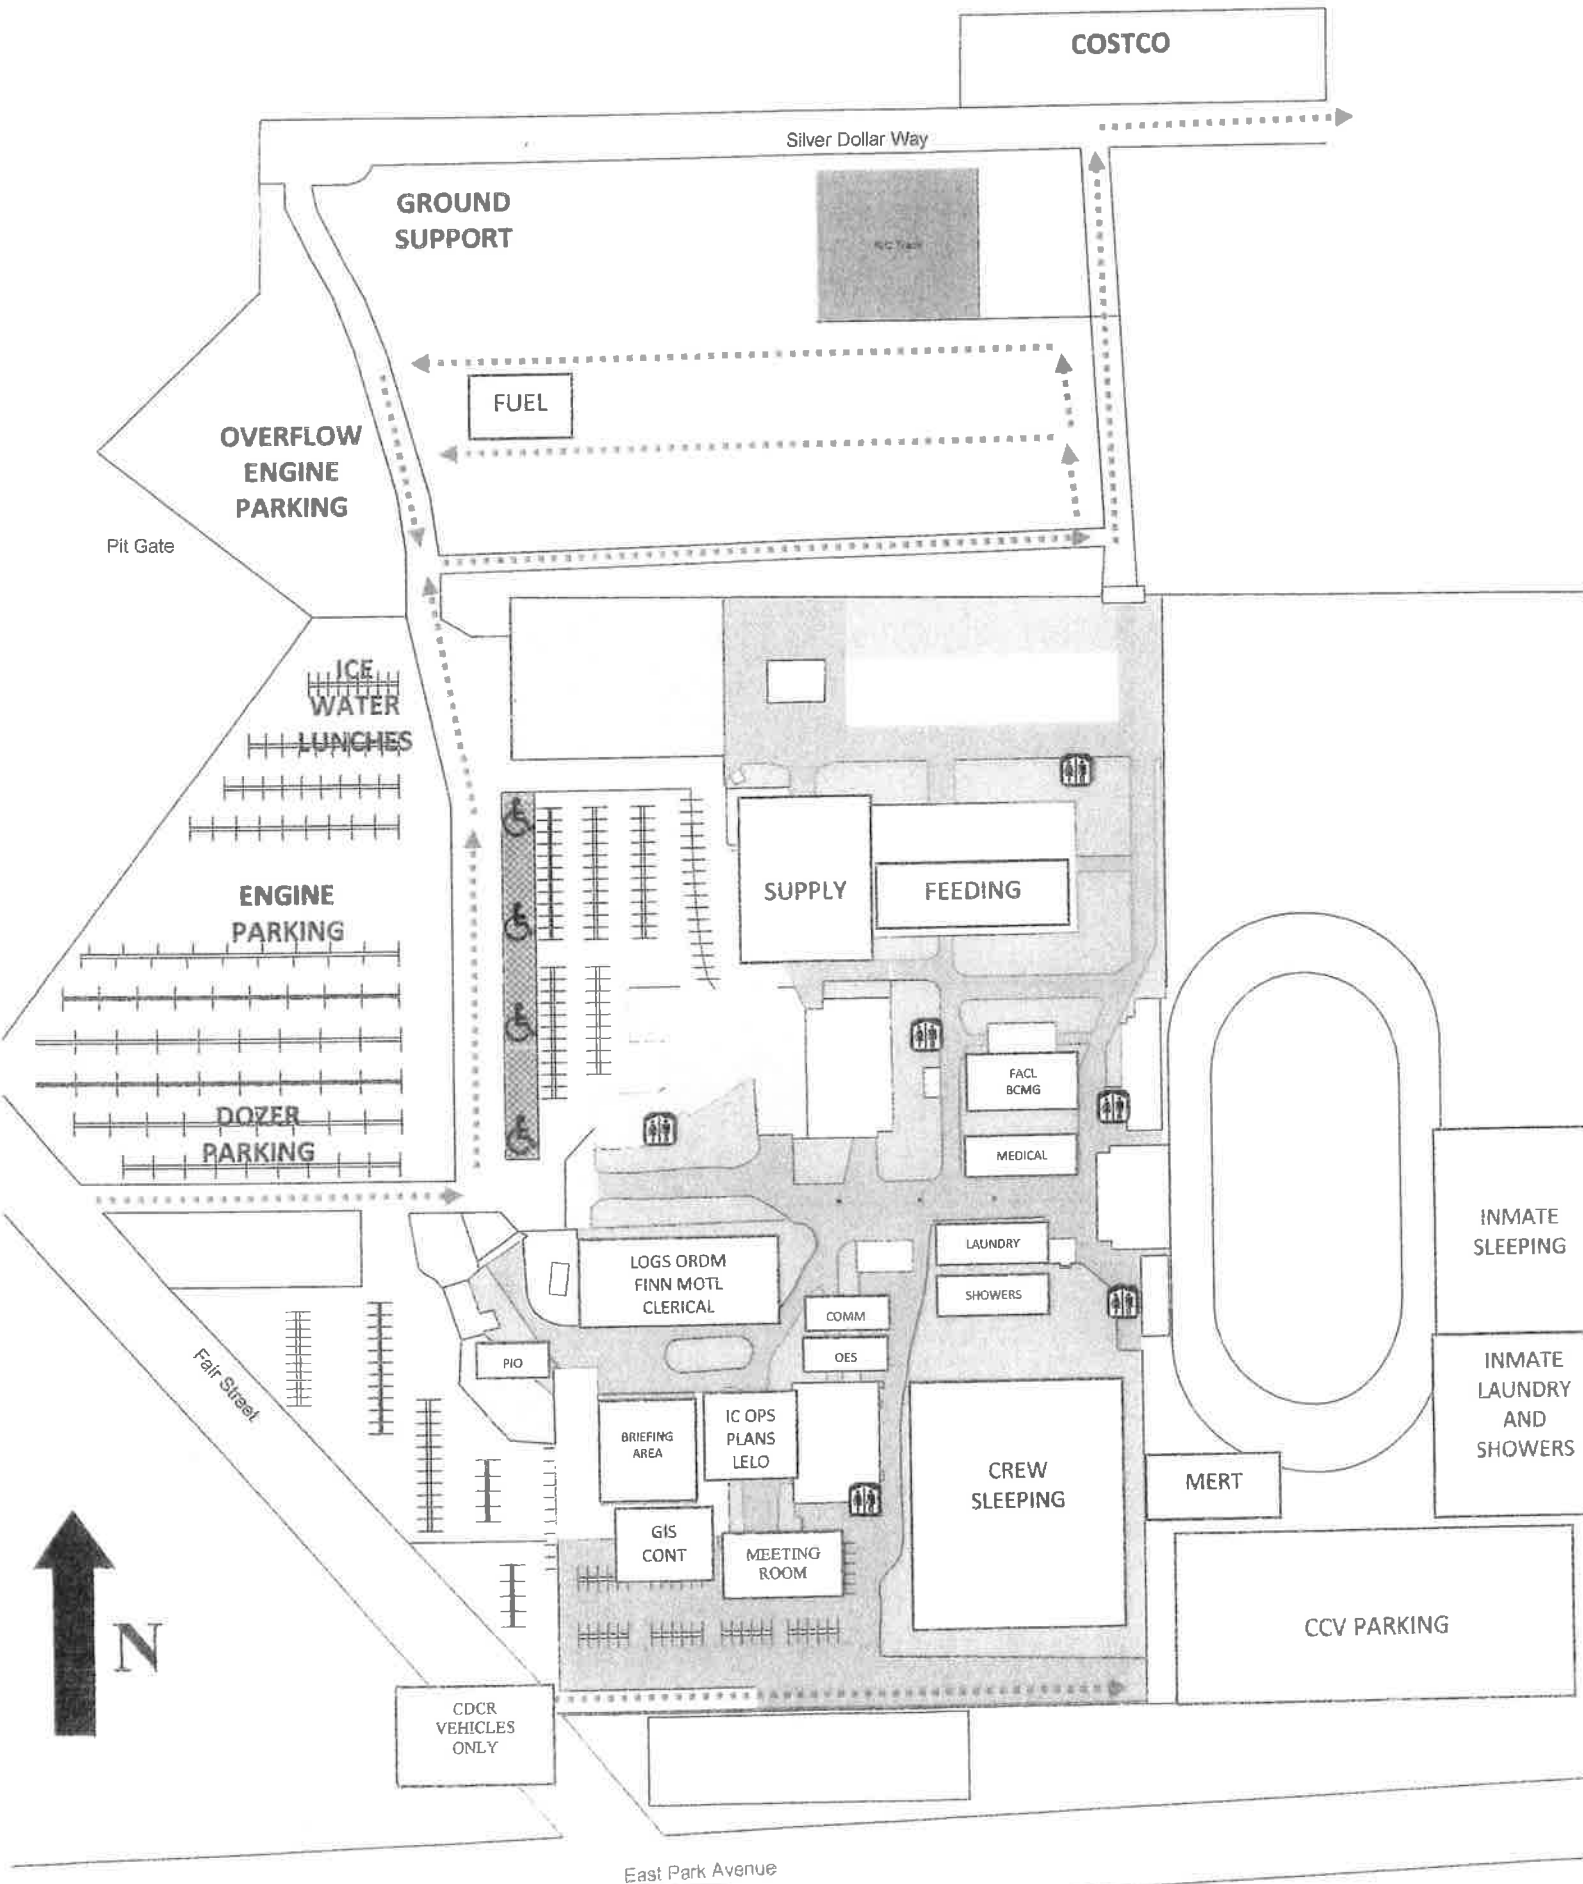 COSTCO
Silver Dollar Way
GROUND
SUPPORT
R/C Track
FUEL
OVERFLOW
ENGINE
PARKING
Pit Gate
ICE
WATER
LUNCHES
ENGINE
PARKING
SUPPLY
FEEDING
FACL
BCMG
DOZER
PARKING
MEDICAL
INMATE
SLEEPING
LAUNDRY
LOGS ORDM
FINN MOTL
CLERICAL
SHOWERS
COMM
OES
PIO
Fair Street
INMATE
LAUNDRY
AND
SHOWERS
BRIEFING
AREA
IC OPS
PLANS
LELO
CREW
SLEEPING
MERT
GIS
CONT
MEETING
ROOM
N
CCV PARKING
CDCR
VEHICLES
ONLY
East Park Avenue